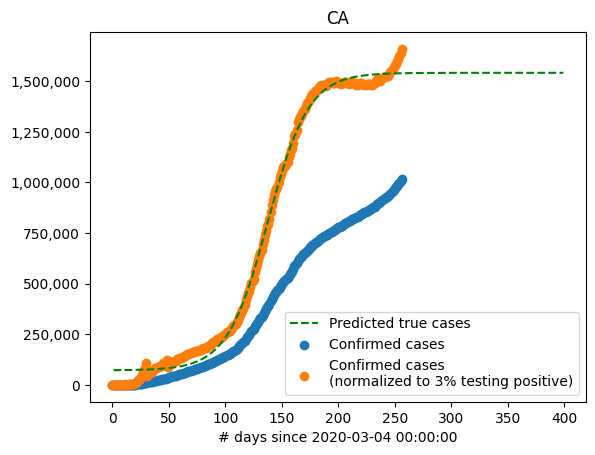 CA
1,500,000
1,250,000
1,000,000
750,000
500,000
250,000
0
Predicted true cases
Confirmed cases
Confirmed cases
(normalized to 3% testing positive)
0 50 100 150 200 250 300 350 400
# days since 2020-03-04 00:00:00